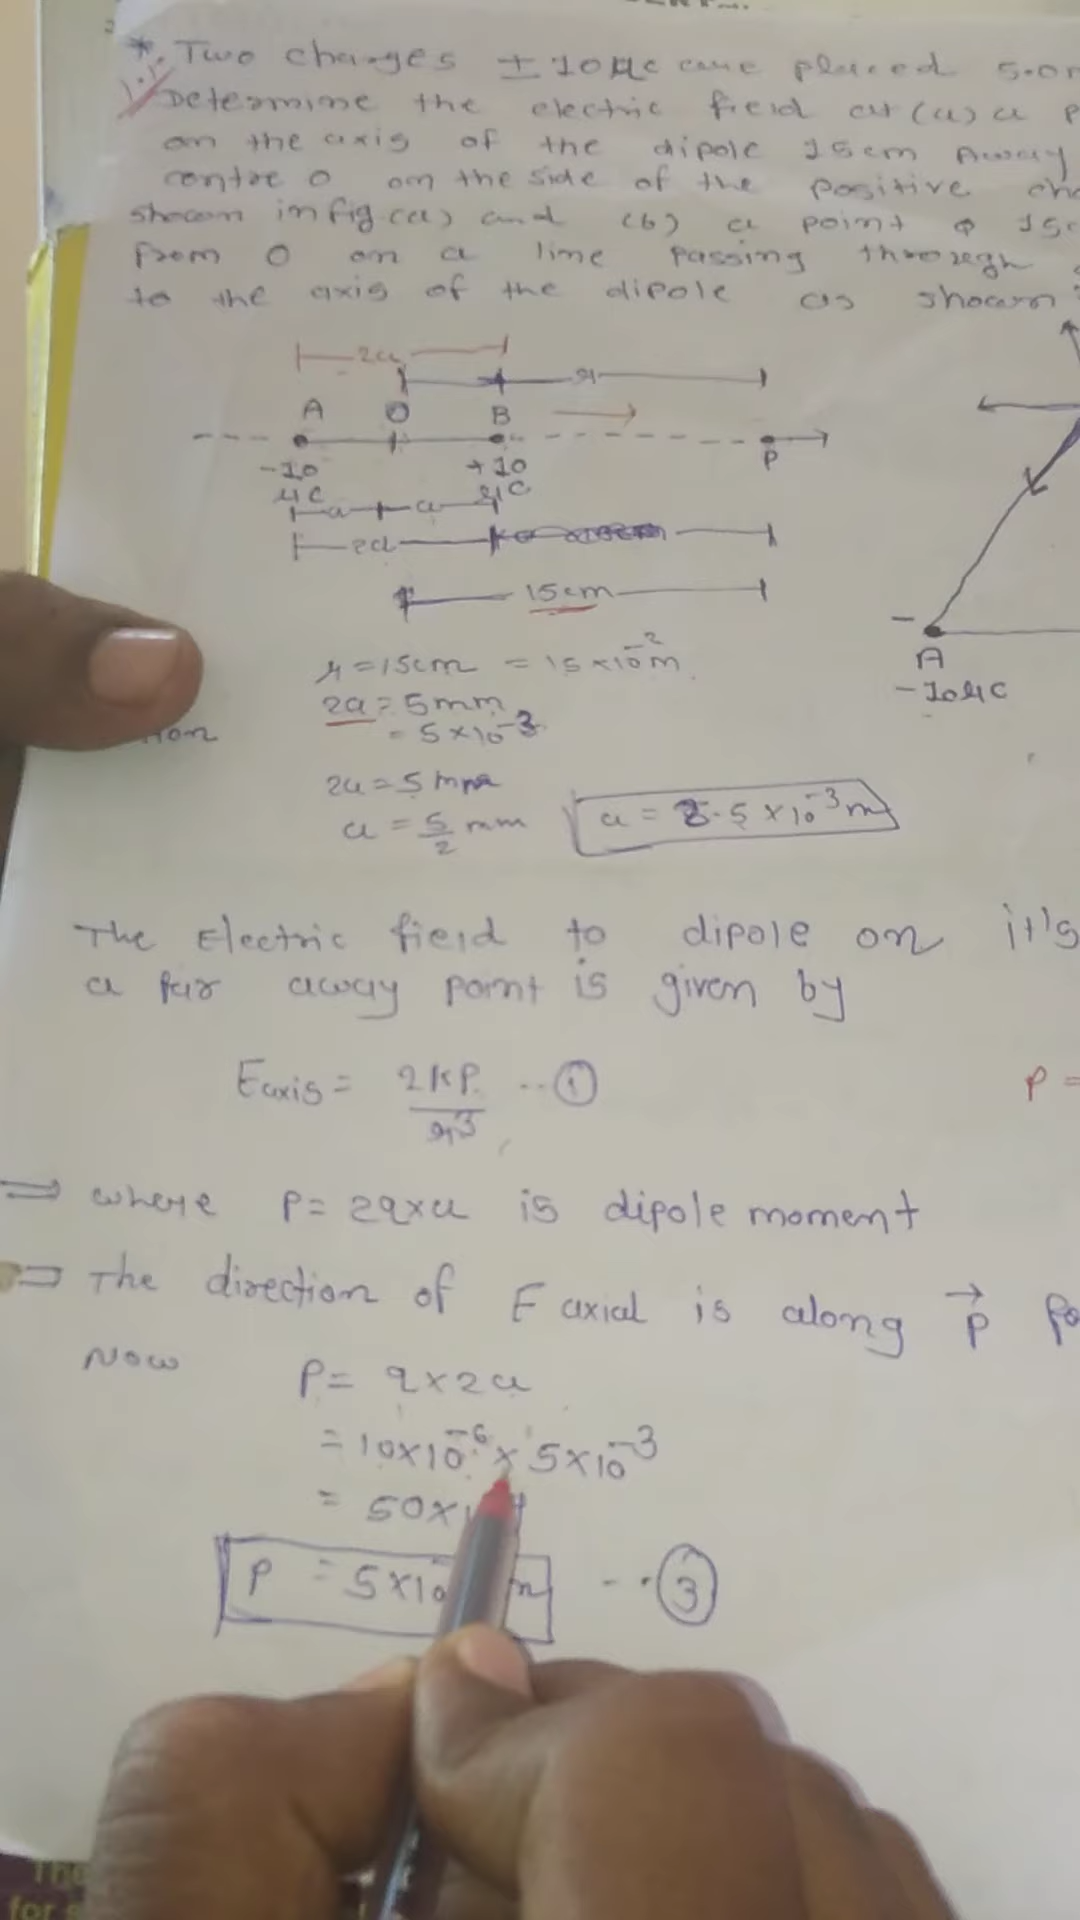 *. Two charges ± 10μc are placed 5.0
Determine the electric field at (a) a P
on the axis of the dipole 15cm Away
centre O on the side of the positive cha
shown in fig (a) and (b) a point Q 15c
from O on a line passing through
to the axis of the dipole as shown
2a
r
A O B
-10 +10 P
μC μC
a a
2a
15cm
r = 15cm = 15 × 10⁻² m
2a = 5mm
= 5 × 10⁻³
2a = 5 mm
a = 5/2 mm a = 2.5 × 10⁻³ m
-
A
-10μC
The Electric field to dipole on it's
a far away point is given by
E axis = 2KP/r³ ... ①
P =
⇒ where P = 2q×a is dipole moment
⇒ The direction of E axial is along P⃗
Now P = q × 2a
= 10 × 10⁻⁶ × 5 × 10⁻³
= 50 ×
P = 5 × 10 m ... ③
for